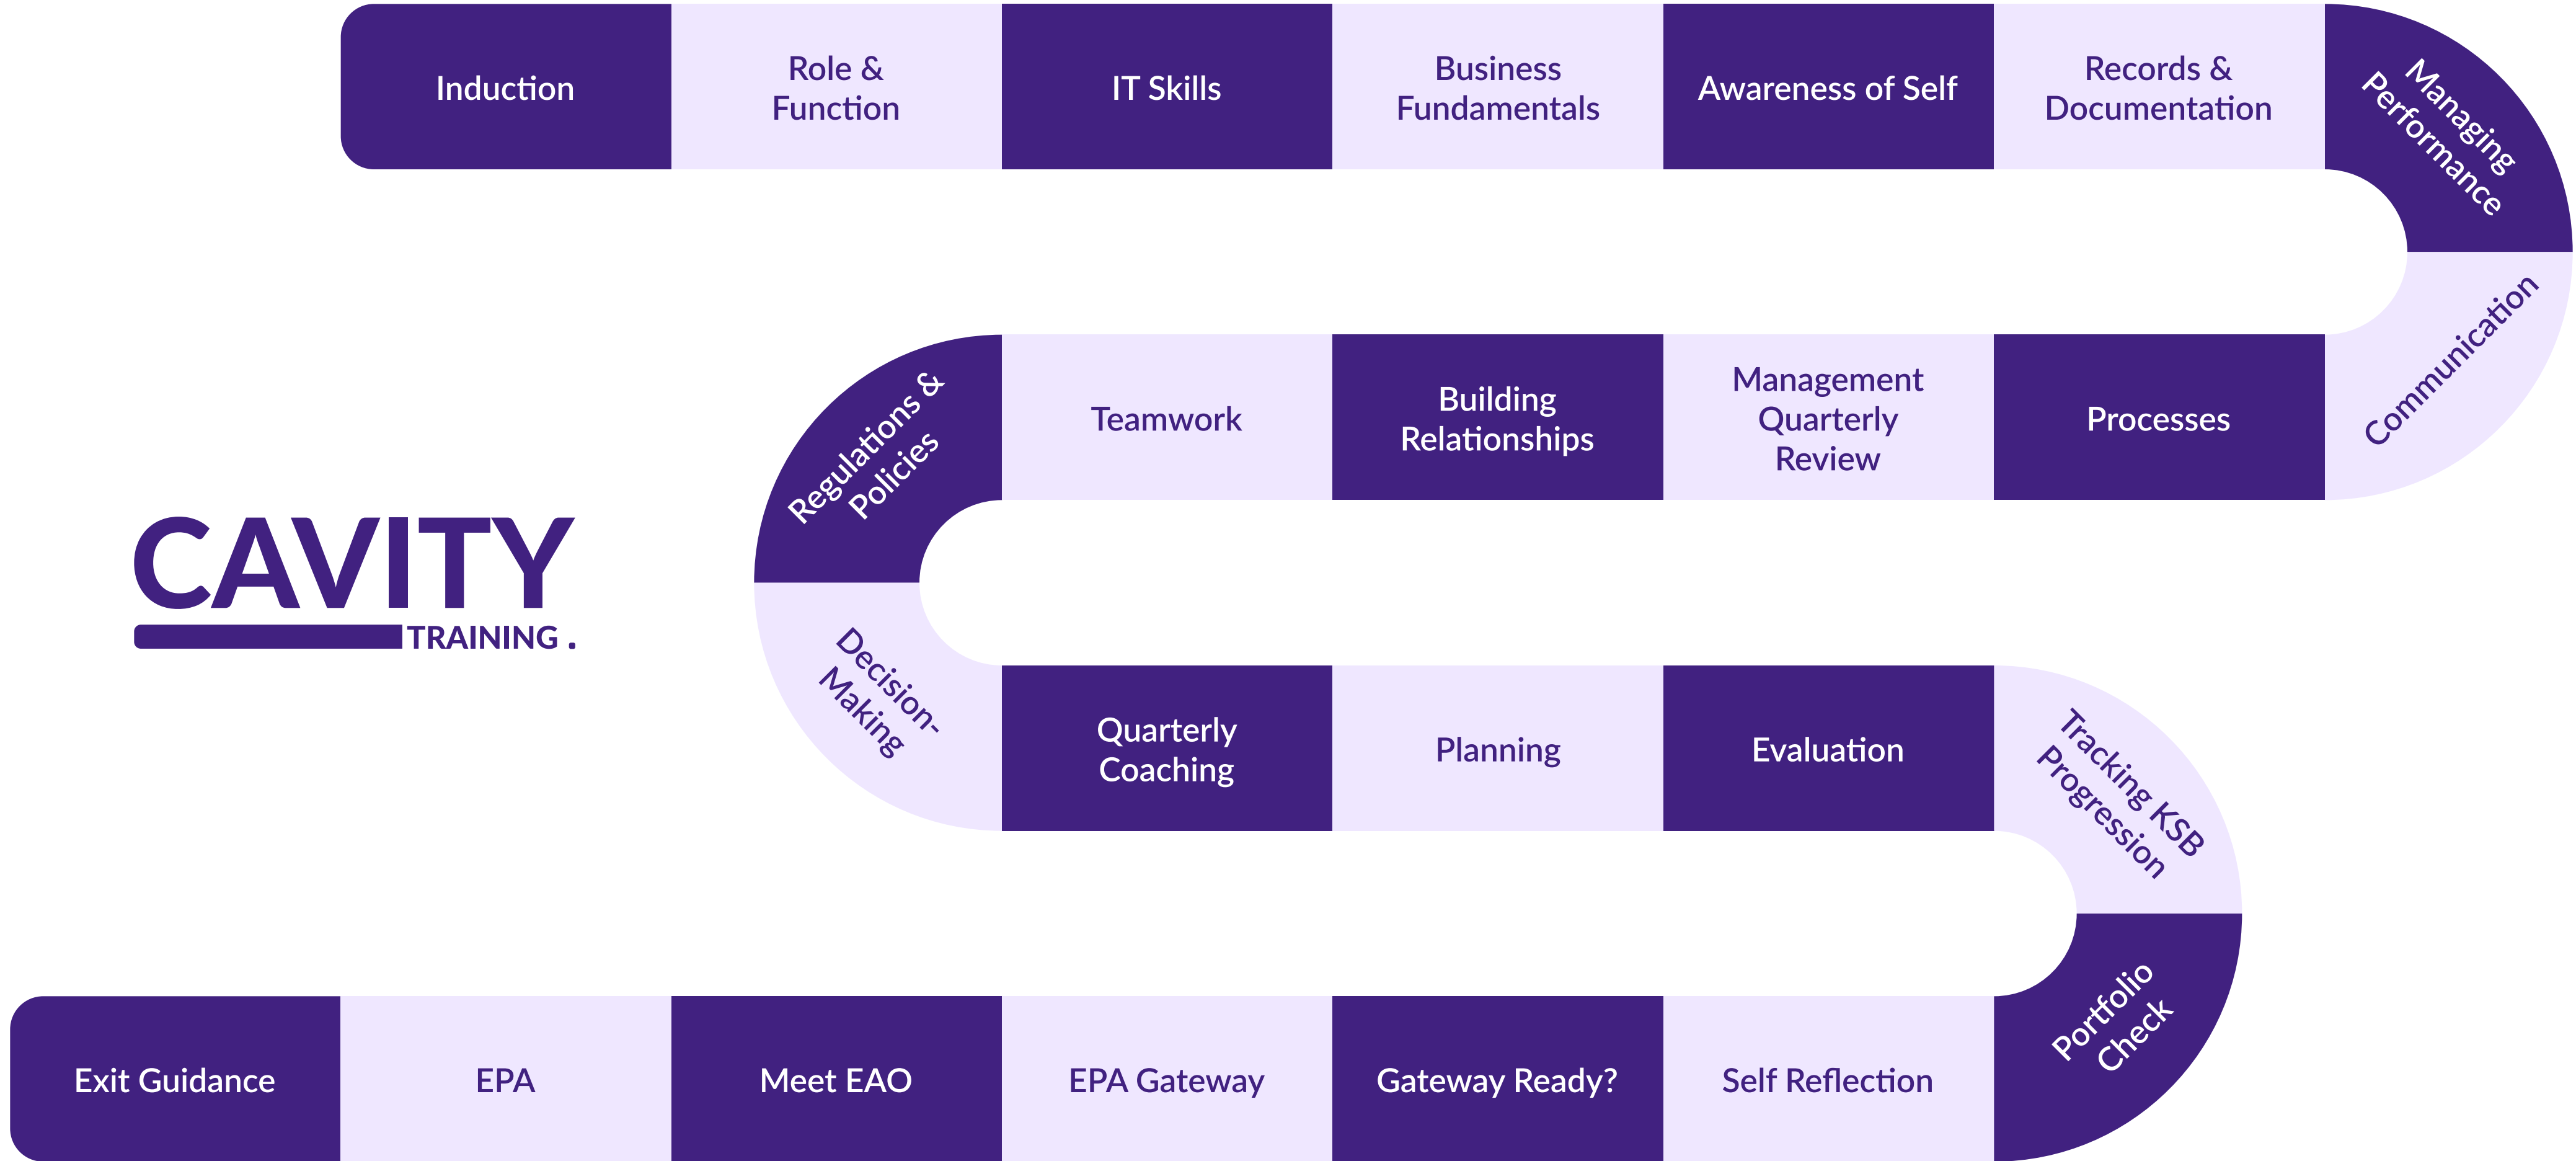 Induction
Role &
Function
IT Skills
Business
Fundamentals
Awareness of Self
Records &
Documentation
Managing
Performance
Communication
Processes
Management
Quarterly
Review
Building
Relationships
Teamwork
Regulations &
Policies
Decision-
Making
Quarterly
Coaching
Planning
Evaluation
Tracking KSB
Progression
Portfolio
Check
Self Reflection
Gateway Ready?
EPA Gateway
Meet EAO
EPA
Exit Guidance
CAVITY
TRAINING .